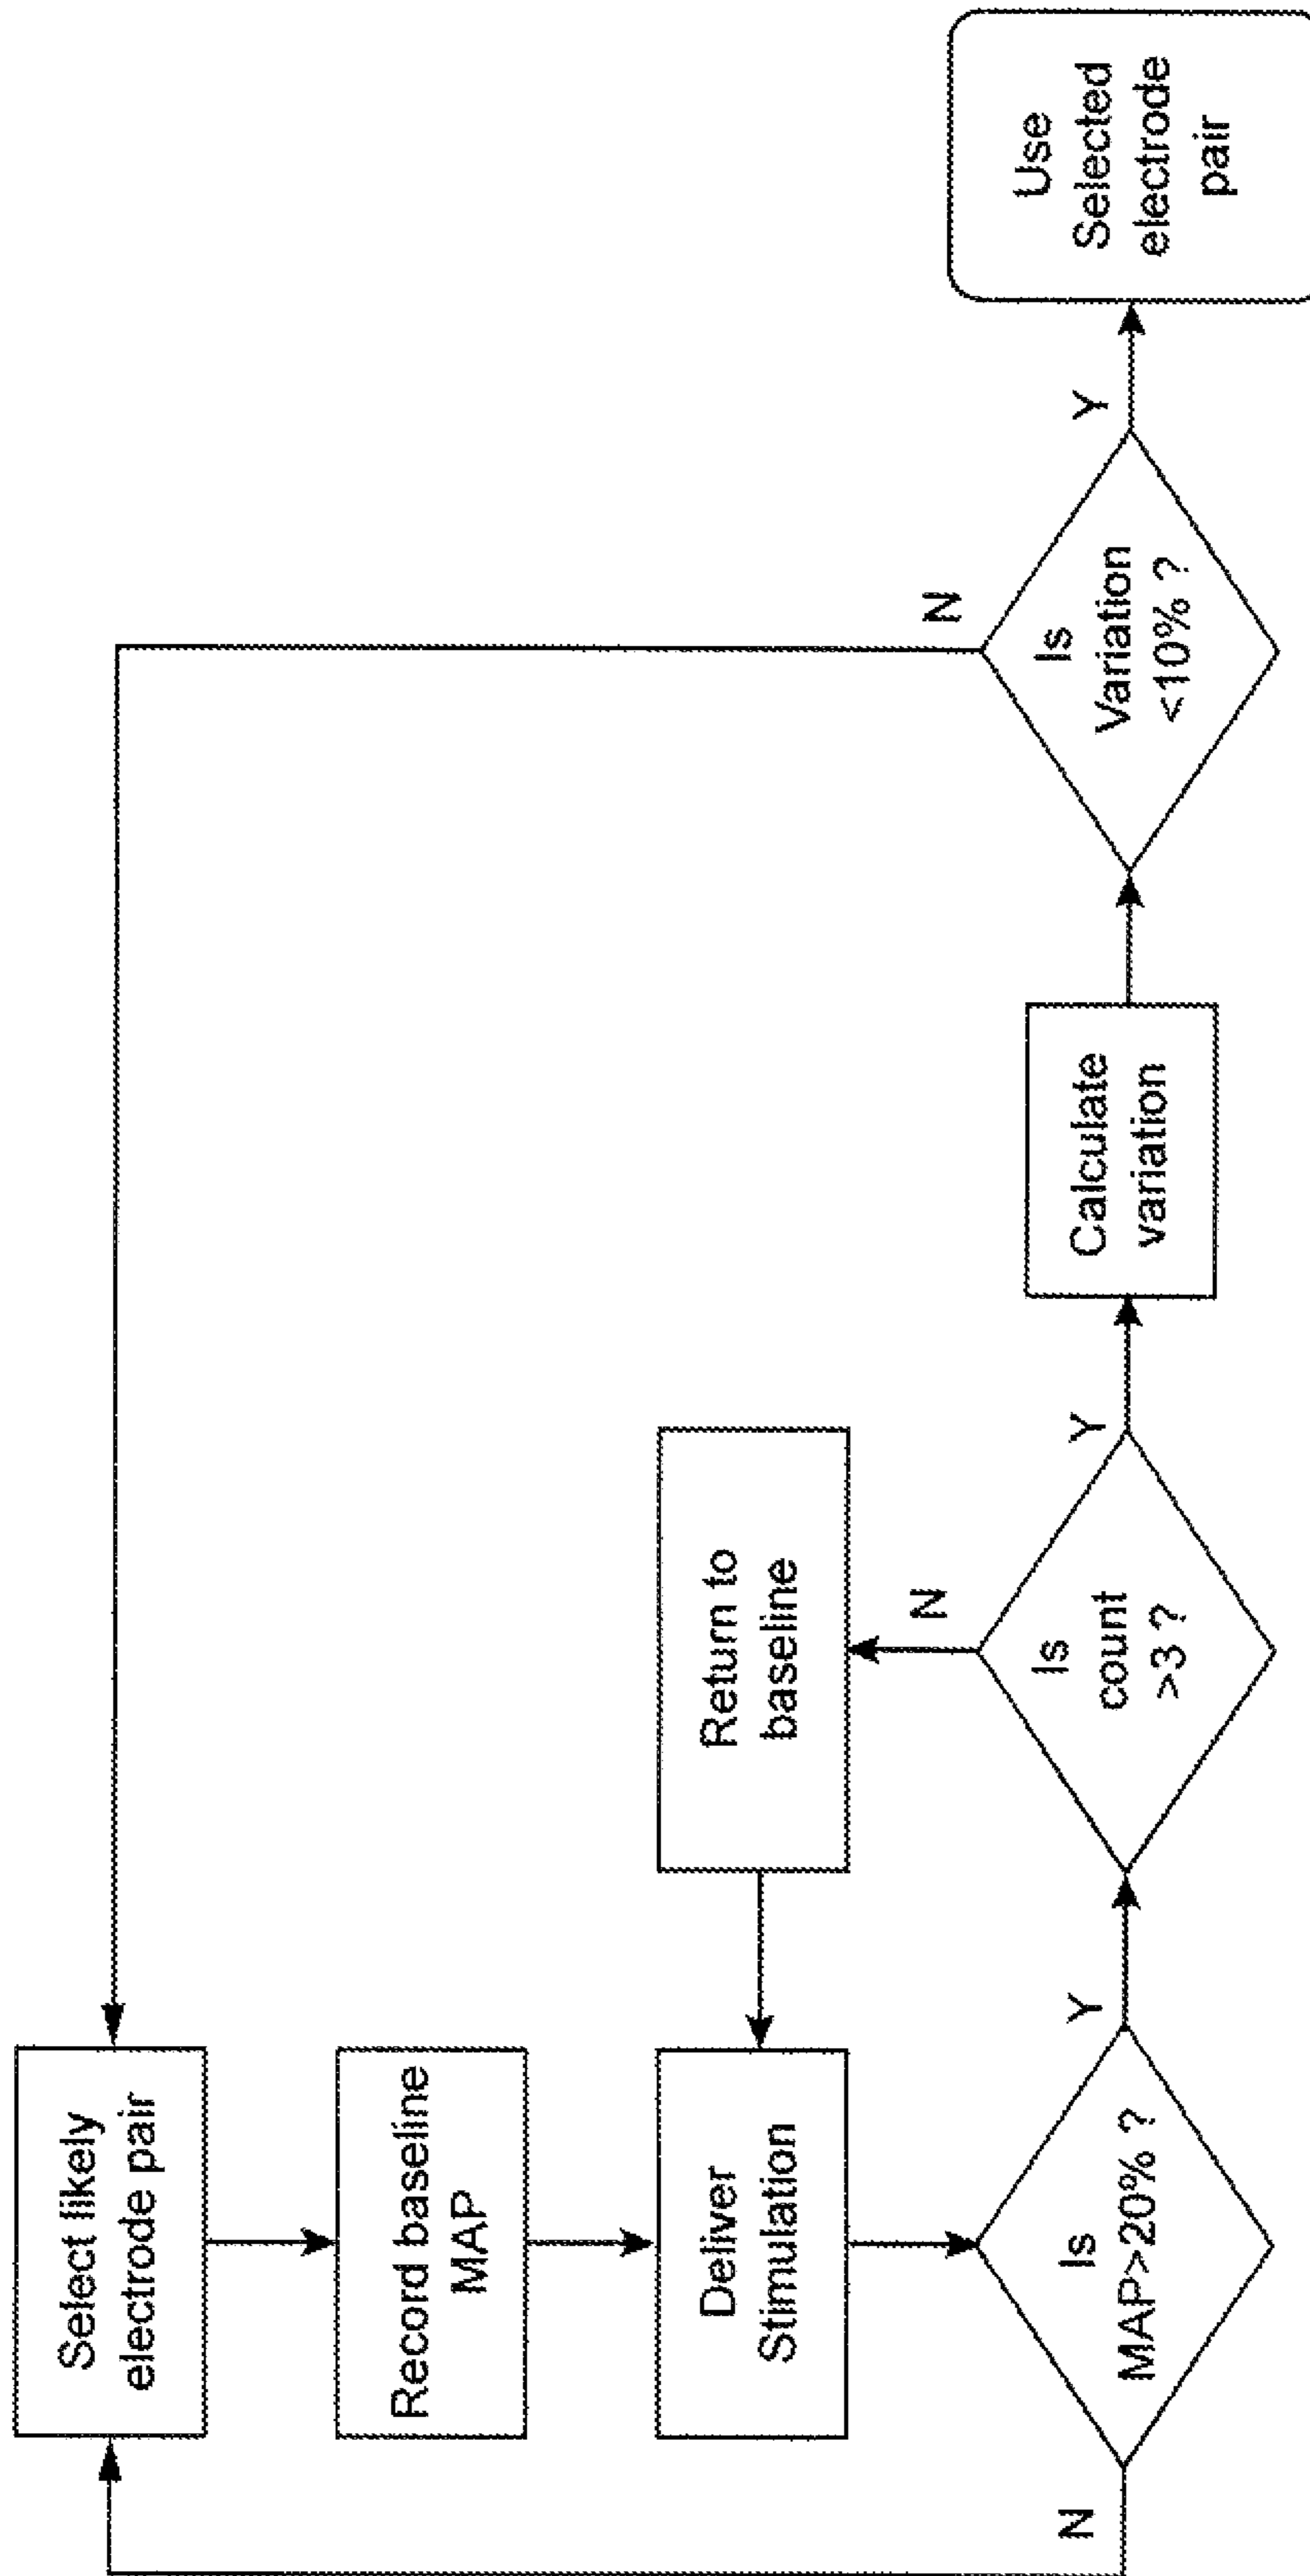 Select likely
electrode pair
Record baseline
MAP
Deliver
Stimulation
Is
MAP>20% ?
N
Y
Return to
baseline
N
Is
count
>3 ?
Y
Calculate
variation
Is
Variation
<10% ?
N
Y
Use
Selected
electrode
pair